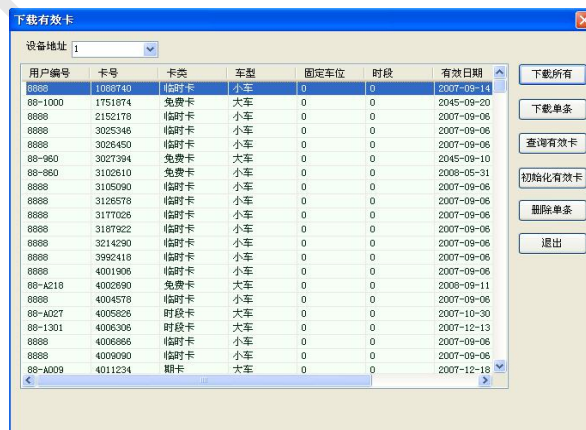 下载有效卡
设备地址 1
用户编号 卡号 卡类 车型 固定车位 时段 有效日期
8888 1088740 临时卡 小车 0 0 2007-09-14
88-1000 1751874 免费卡 大车 0 0 2045-09-20
8888 2152178 临时卡 小车 0 0 2007-09-06
8888 3025346 临时卡 小车 0 0 2007-09-06
8888 3026450 临时卡 小车 0 0 2007-09-06
88-960 3027394 免费卡 大车 0 0 2045-09-10
88-860 3102610 免费卡 小车 0 0 2008-05-31
8888 3105090 临时卡 小车 0 0 2007-09-06
8888 3126578 临时卡 小车 0 0 2007-09-06
8888 3177026 临时卡 小车 0 0 2007-09-06
8888 3187922 临时卡 小车 0 0 2007-09-06
8888 3214290 临时卡 小车 0 0 2007-09-06
8888 3992418 临时卡 小车 0 0 2007-09-06
8888 4001906 临时卡 小车 0 0 2007-09-06
88-A218 4002690 免费卡 大车 0 0 2008-09-11
8888 4004578 临时卡 小车 0 0 2007-09-06
88-A027 4005826 时段卡 大车 0 0 2007-10-30
88-1301 4006306 时段卡 大车 0 0 2007-12-13
8888 4006866 临时卡 小车 0 0 2007-09-06
8888 4009090 临时卡 小车 0 0 2007-09-06
88-A009 4011234 期卡 大车 0 0 2007-12-18
下载所有
下载单条
查询有效卡
初始化有效卡
删除单条
退出